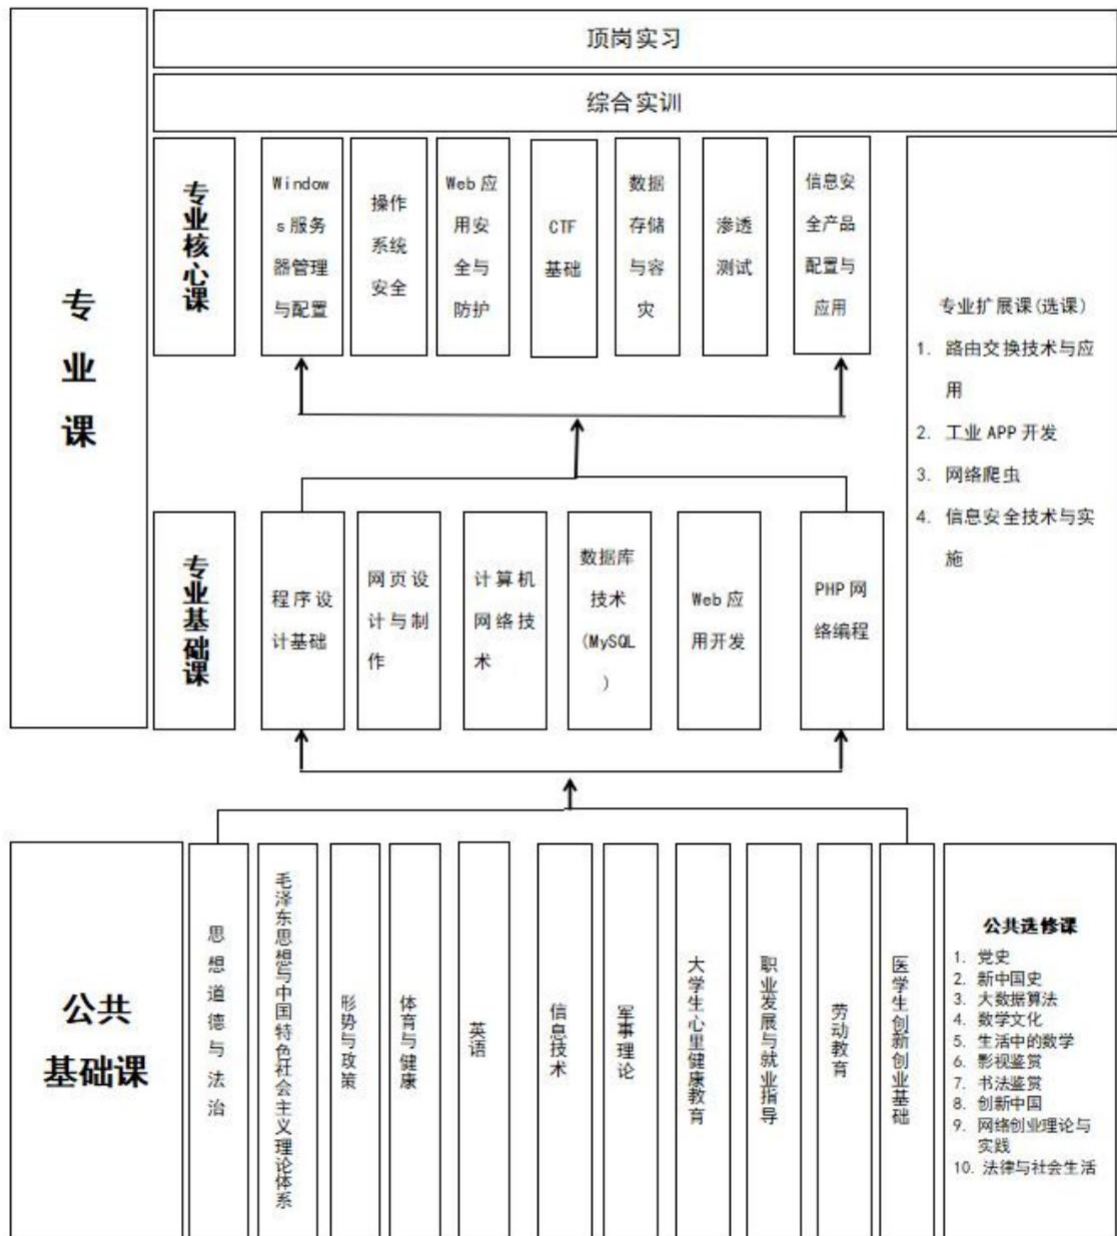 顶岗实习
综合实训
专业课
专业核心课
Window
s服务
器管理
与配置
操作
系统
安全
Web应
用安
全与
防护
CTF
基础
数据
存储
与容
灾
渗透
测试
信息安
全产品
配置与
应用
专业扩展课(选课)
1. 路由交换技术与应
用
2. 工业APP开发
3. 网络爬虫
4. 信息安全技术与实
施
专业基础课
程序设
计基础
网页设
计与制
作
计算机
网络技
术
数据库
技术
(MySQL
)
Web应
用开发
PHP网
络编程
公共
基础课
思想道德与法治
毛泽东思想与中国特色社会主义理论体系
形势与政策
体育与健康
英语
信息技术
军事理论
大学生心里健康教育
职业发展与就业指导
劳动教育
医学生创新创业基础
公共选修课
1. 党史
2. 新中国史
3. 大数据算法
4. 数学文化
5. 生活中的数学
6. 影视鉴赏
7. 书法鉴赏
8. 创新中国
9. 网络创业理论与
实践
10. 法律与社会生活